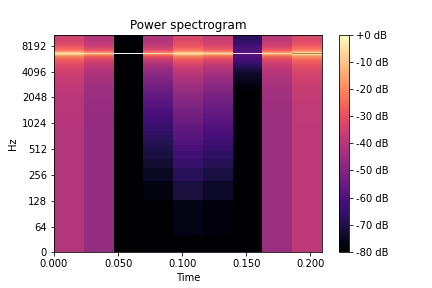 Power spectrogram
Hz
8192
4096
2048
1024
512
256
128
64
0
0.000 0.050 0.100 0.150 0.200
Time
+0 dB
-10 dB
-20 dB
-30 dB
-40 dB
-50 dB
-60 dB
-70 dB
-80 dB